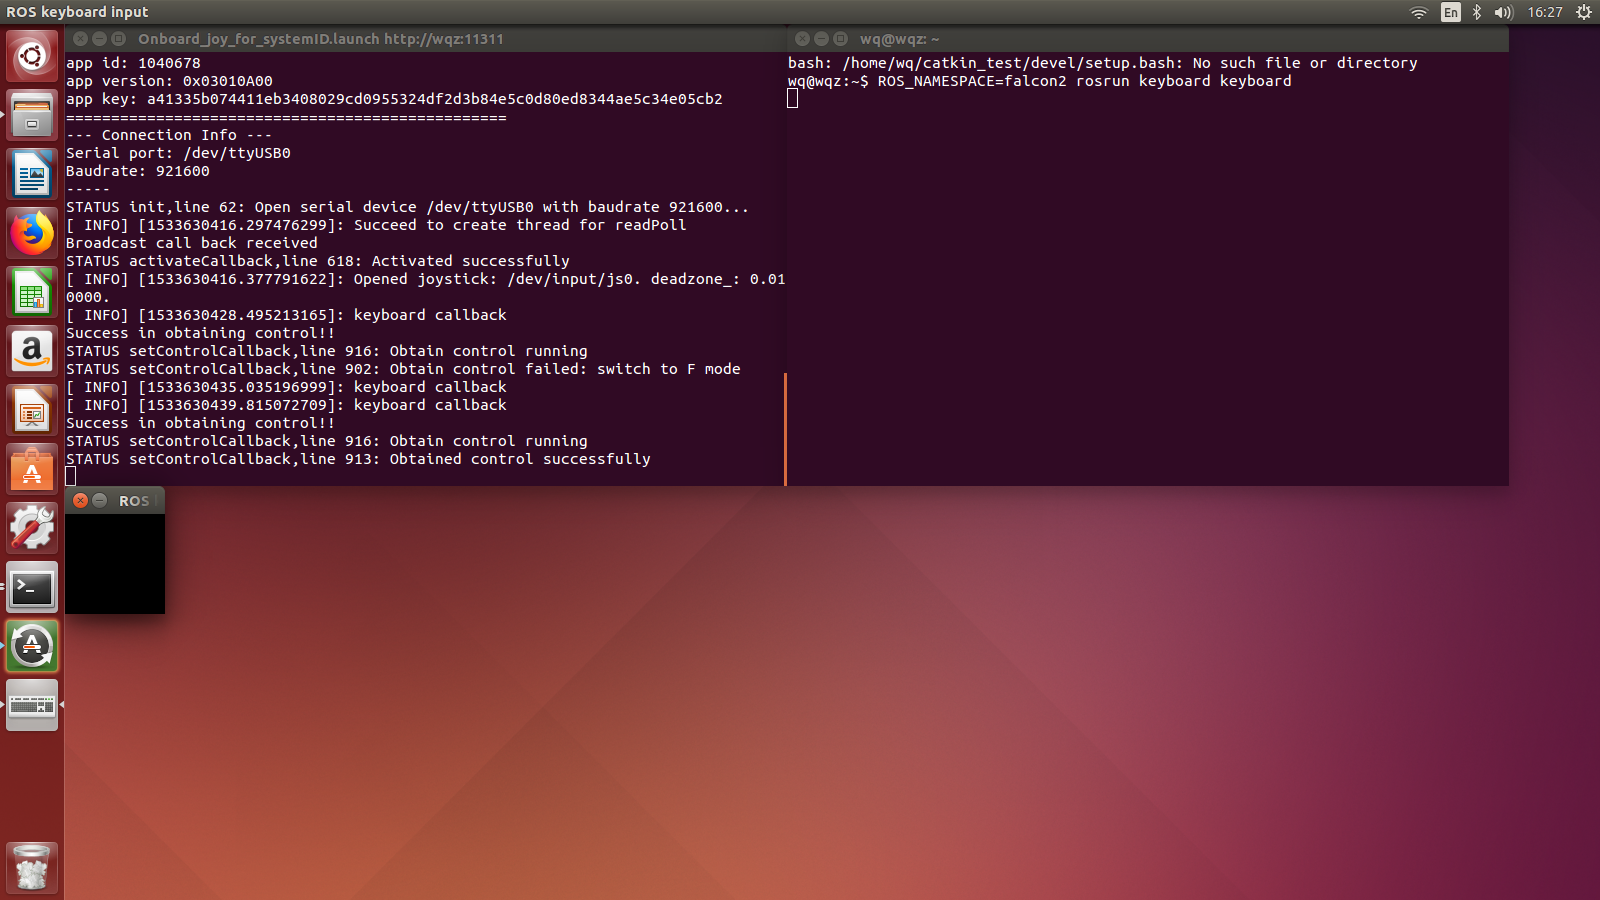 ROS keyboard input
En
16:27
Onboard_joy_for_systemID.launch http://wqz:11311
app id: 1040678
app version: 0x03010A00
app key: a41335b074411eb3408029cd0955324df2d3b84e5c0d80ed8344ae5c34e05cb2
=================================================
--- Connection Info ---
Serial port: /dev/ttyUSB0
Baudrate: 921600
-----
STATUS init,line 62: Open serial device /dev/ttyUSB0 with baudrate 921600...
[ INFO] [1533630416.297476299]: Succeed to create thread for readPoll
Broadcast call back received
STATUS activateCallback,line 618: Activated successfully
[ INFO] [1533630416.377791622]: Opened joystick: /dev/input/js0. deadzone_: 0.01
0000.
[ INFO] [1533630428.495213165]: keyboard callback
Success in obtaining control!!
STATUS setControlCallback,line 916: Obtain control running
STATUS setControlCallback,line 902: Obtain control failed: switch to F mode
[ INFO] [1533630435.035196999]: keyboard callback
[ INFO] [1533630439.815072709]: keyboard callback
Success in obtaining control!!
STATUS setControlCallback,line 916: Obtain control running
STATUS setControlCallback,line 913: Obtained control successfully
wq@wqz: ~
bash: /home/wq/catkin_test/devel/setup.bash: No such file or directory
wq@wqz:~$ ROS_NAMESPACE=falcon2 rosrun keyboard keyboard
ROS